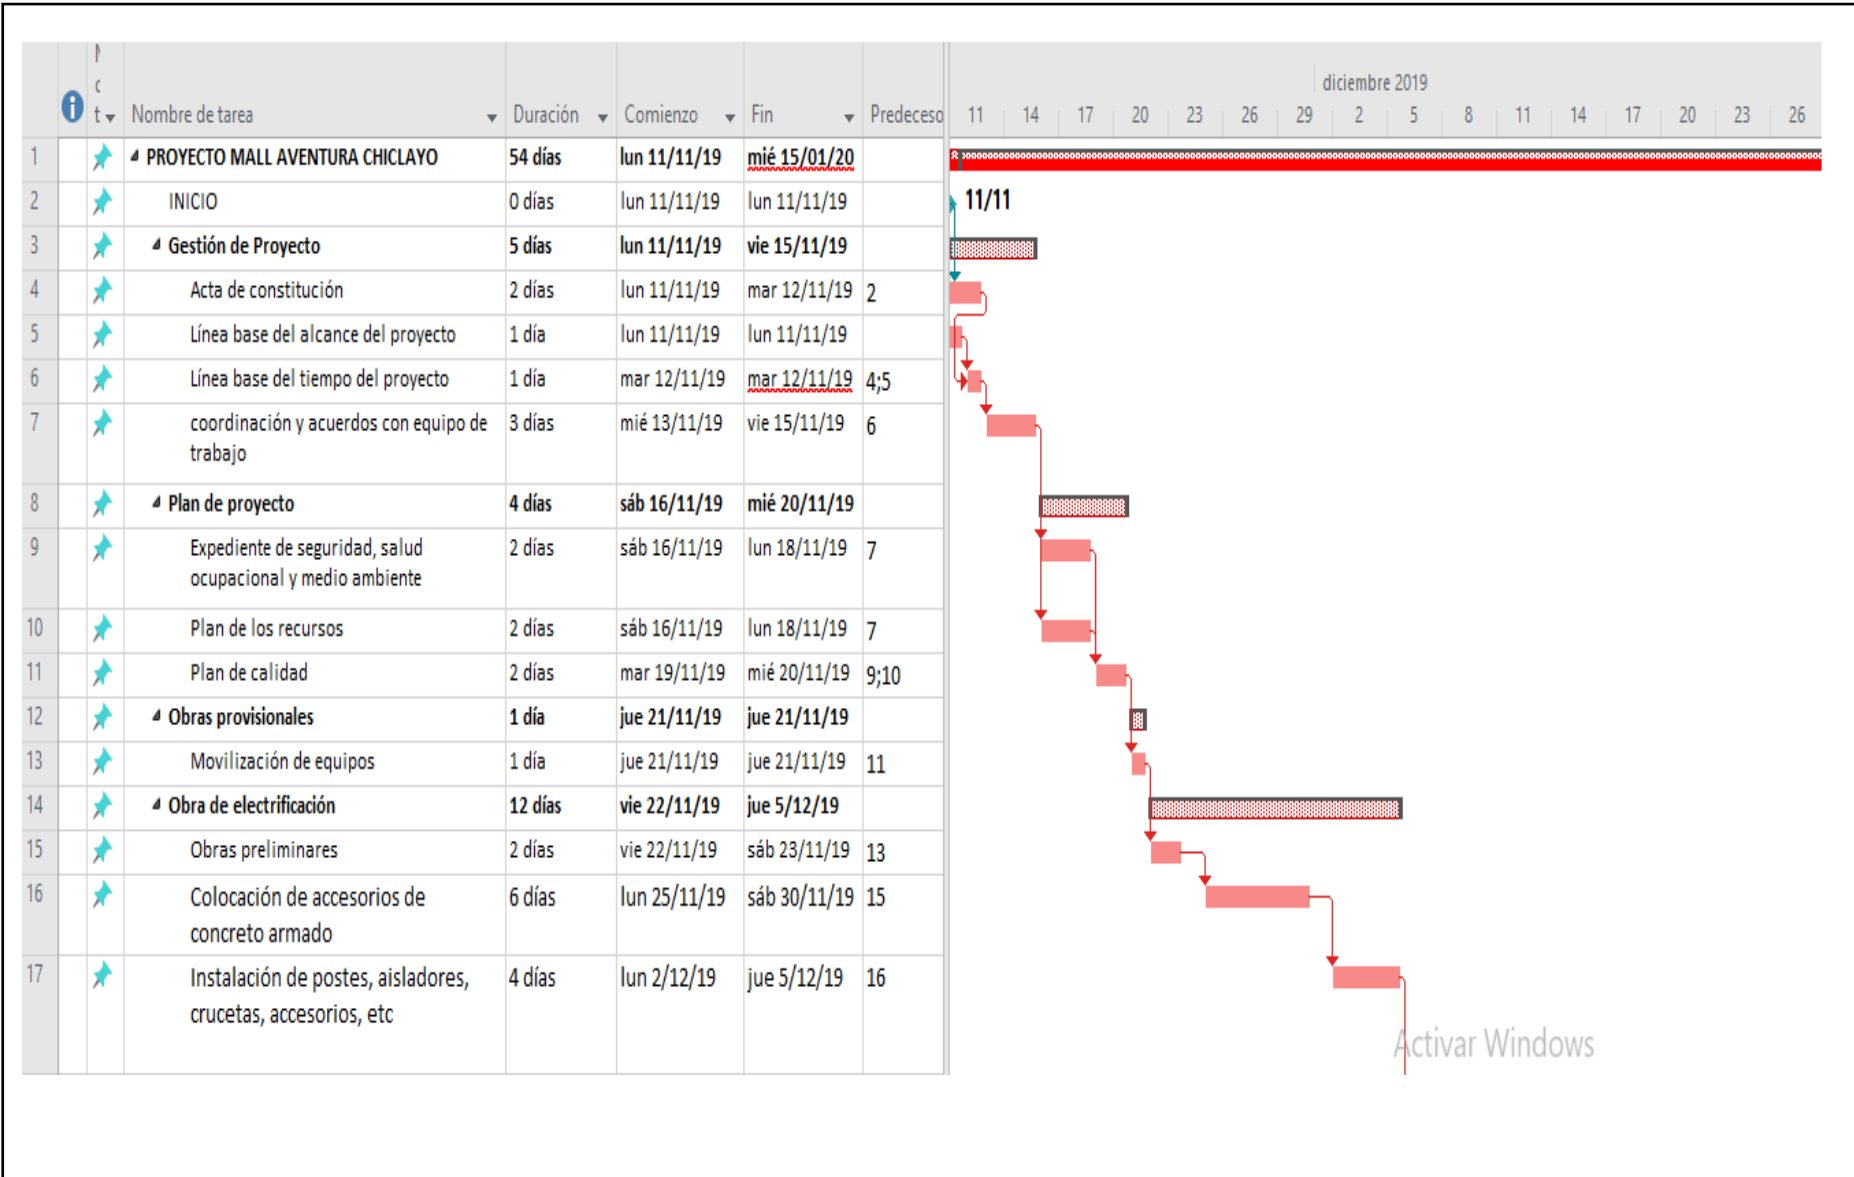 diciembre 2019
N
c
t Nombre de tarea Duración Comienzo Fin Predeceso 11 14 17 20 23 26 29 2 5 8 11 14 17 20 23 26
1 PROYECTO MALL AVENTURA CHICLAYO 54 días lun 11/11/19 mié 15/01/20
2 INICIO 0 días lun 11/11/19 lun 11/11/19 11/11
3 Gestión de Proyecto 5 días lun 11/11/19 vie 15/11/19
4 Acta de constitución 2 días lun 11/11/19 mar 12/11/19 2
5 Línea base del alcance del proyecto 1 día lun 11/11/19 lun 11/11/19
6 Línea base del tiempo del proyecto 1 día mar 12/11/19 mar 12/11/19 4;5
7 coordinación y acuerdos con equipo de 3 días mié 13/11/19 vie 15/11/19 6
trabajo
8 Plan de proyecto 4 días sáb 16/11/19 mié 20/11/19
9 Expediente de seguridad, salud 2 días sáb 16/11/19 lun 18/11/19 7
ocupacional y medio ambiente
10 Plan de los recursos 2 días sáb 16/11/19 lun 18/11/19 7
11 Plan de calidad 2 días mar 19/11/19 mié 20/11/19 9;10
12 Obras provisionales 1 día jue 21/11/19 jue 21/11/19
13 Movilización de equipos 1 día jue 21/11/19 jue 21/11/19 11
14 Obra de electrificación 12 días vie 22/11/19 jue 5/12/19
15 Obras preliminares 2 días vie 22/11/19 sáb 23/11/19 13
16 Colocación de accesorios de 6 días lun 25/11/19 sáb 30/11/19 15
concreto armado
17 Instalación de postes, aisladores, 4 días lun 2/12/19 jue 5/12/19 16
crucetas, accesorios, etc
Activar Windows